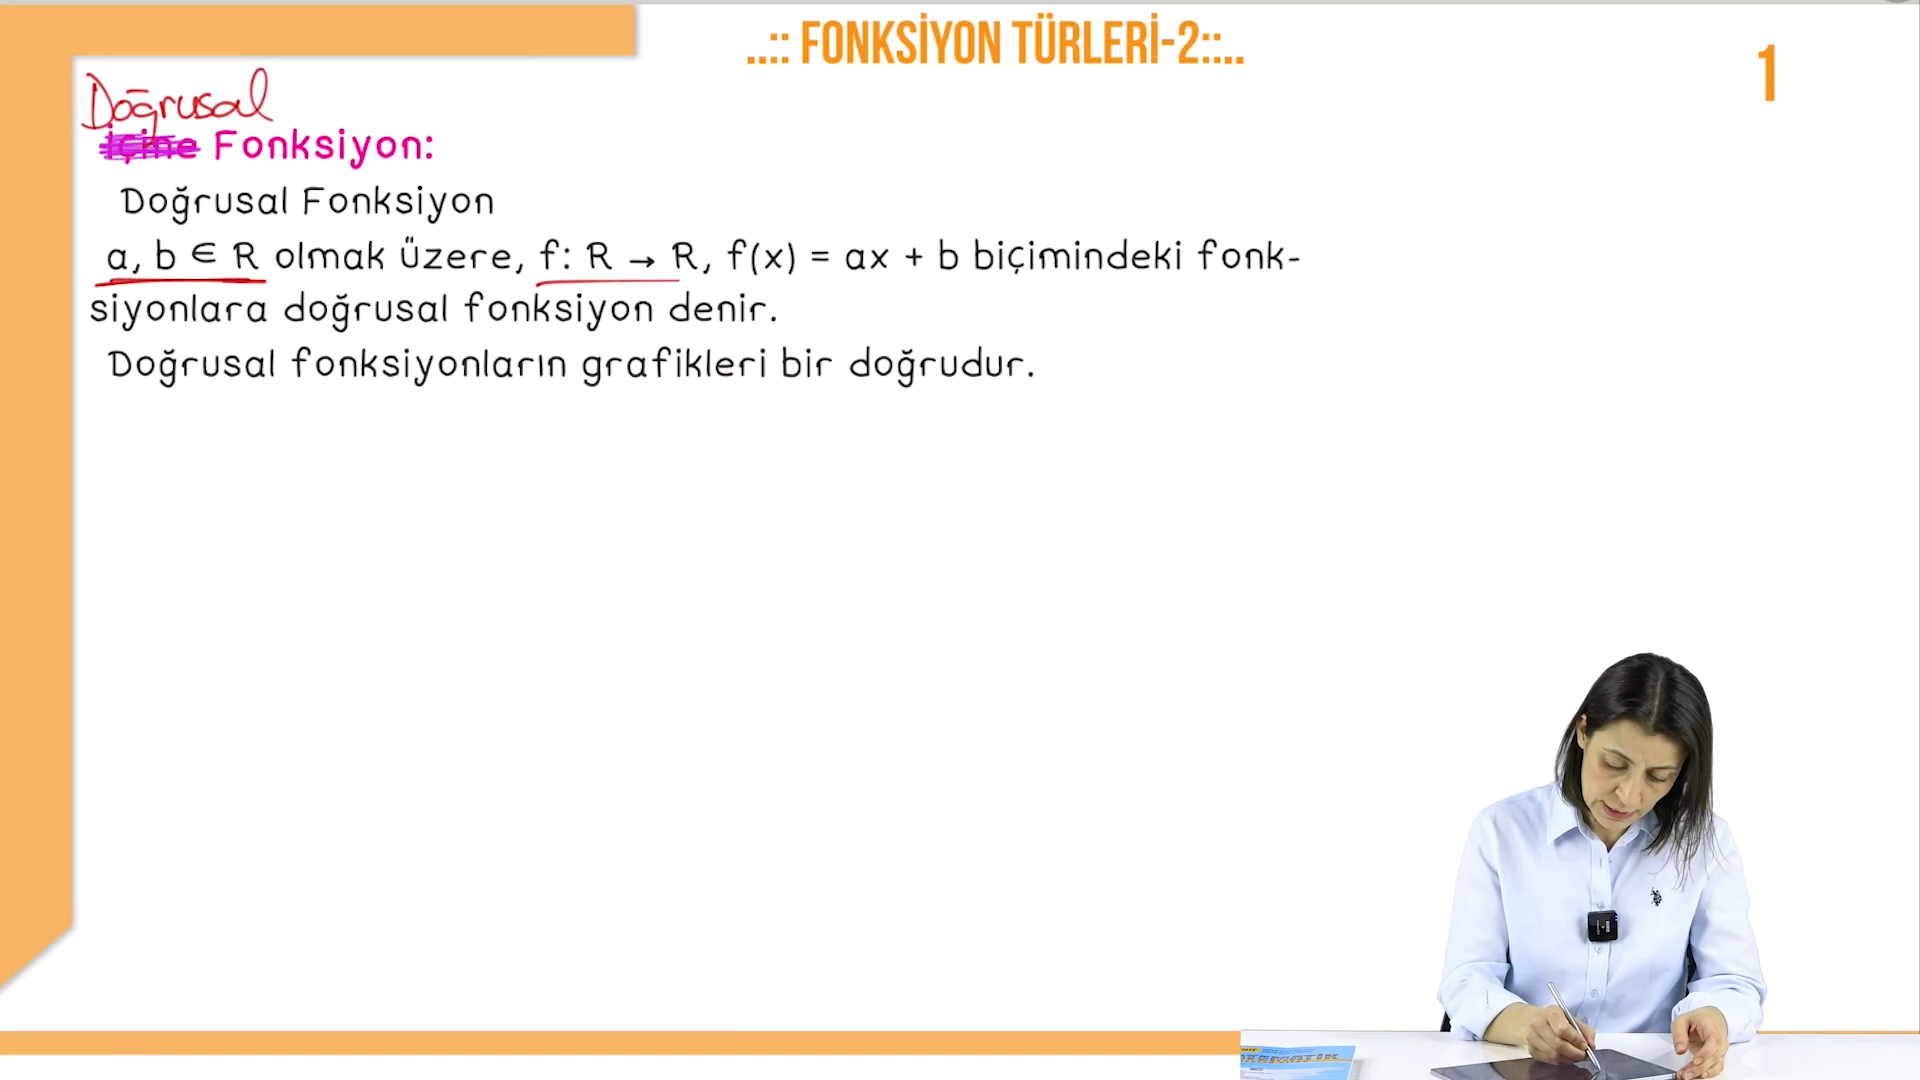 ..:: FONKSİYON TÜRLERİ-2::..
1
Doğrusal
İçine Fonksiyon:
Doğrusal Fonksiyon
a, b ∈ R olmak üzere, f: R → R, f(x) = ax + b biçimindeki fonk-
siyonlara doğrusal fonksiyon denir.
Doğrusal fonksiyonların grafikleri bir doğrudur.
MATEMATİK